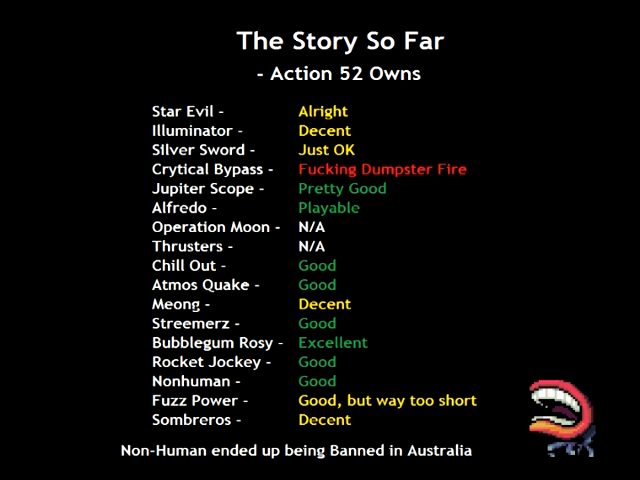 The Story So Far
- Action 52 Owns
Star Evil - Alright
Illuminator - Decent
Silver Sword - Just OK
Crytical Bypass - Fucking Dumpster Fire
Jupiter Scope - Pretty Good
Alfredo - Playable
Operation Moon - N/A
Thrusters - N/A
Chill Out - Good
Atmos Quake - Good
Meong - Decent
Streemerz - Good
Bubblegum Rosy - Excellent
Rocket Jockey - Good
Nonhuman - Good
Fuzz Power - Good, but way too short
Sombreros - Decent
Non-Human ended up being Banned in Australia